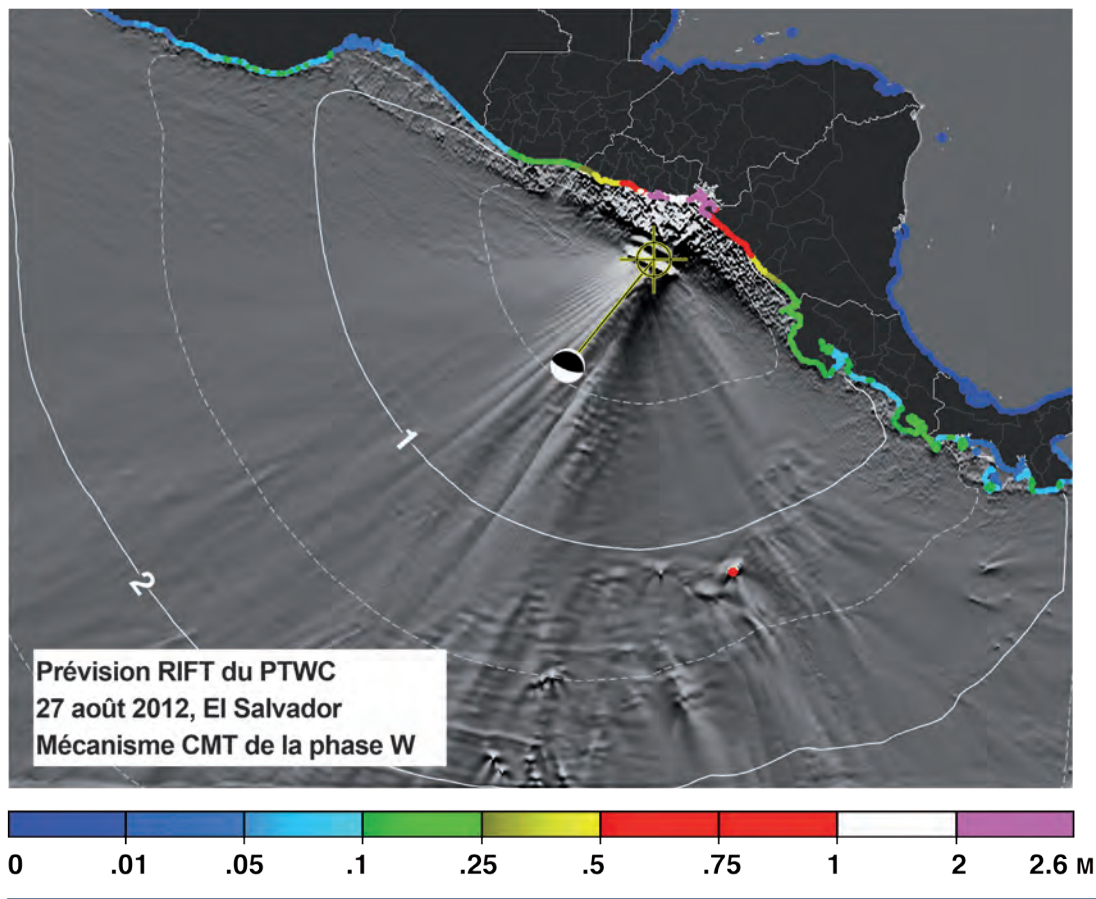 1
2
Prévision RIFT du PTWC
27 août 2012, El Salvador
Mécanisme CMT de la phase W
0 .01 .05 .1 .25 .5 .75 1 2 2.6 M